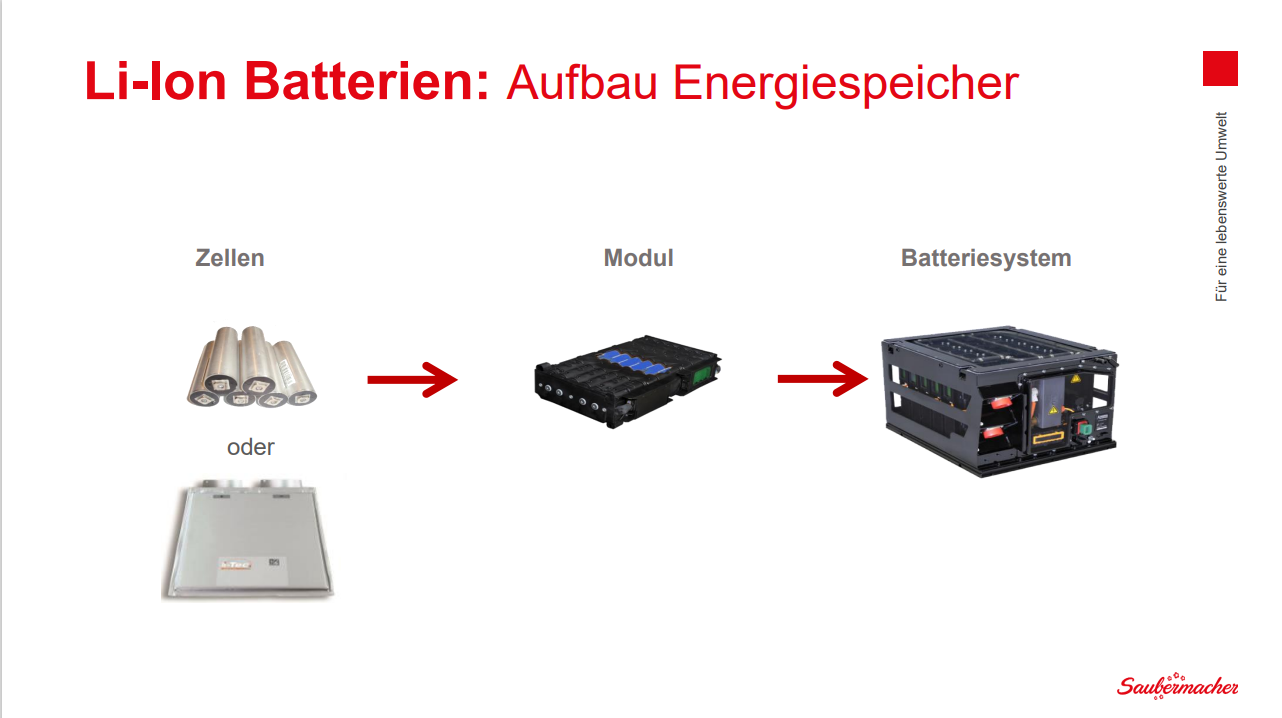 Li-Ion Batterien: Aufbau Energiespeicher
Für eine lebenswerte Umwelt
Zellen
Modul
Batteriesystem
oder
Saubermacher